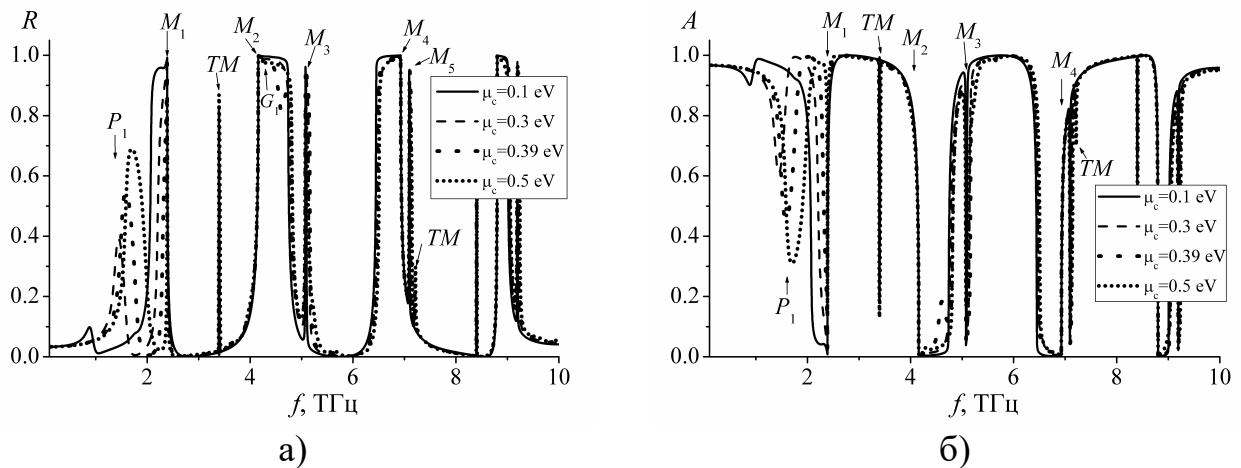 R
M₁
M₂
M₃
M₄
M₅
TM
G₁
P₁
TM
μc=0.1 eV
μc=0.3 eV
μc=0.39 eV
μc=0.5 eV
1.0
0.8
0.6
0.4
0.2
0.0
2 4 6 8 10
f, ТГц
а)
A
M₁
TM
M₂
M₃
M₄
TM
P₁
μc=0.1 eV
μc=0.3 eV
μc=0.39 eV
μc=0.5 eV
1.0
0.8
0.6
0.4
0.2
0.0
2 4 6 8 10
f, ТГц
б)